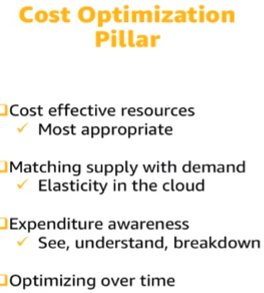 Cost Optimization
Pillar
Cost effective resources
Most appropriate
Matching supply with demand
Elasticity in the cloud
Expenditure awareness
See, understand, breakdown
Optimizing over time